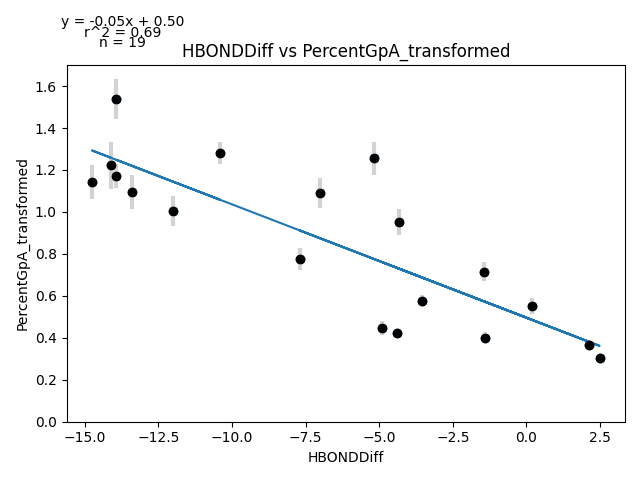 y = -0.05x + 0.50
r^2 = 0.69
n = 19
HBONDDiff vs PercentGpA_transformed
PercentGpA_transformed
1.6
1.4
1.2
1.0
0.8
0.6
0.4
0.2
0.0
−15.0 −12.5 −10.0 −7.5 −5.0 −2.5 0.0 2.5
HBONDDiff